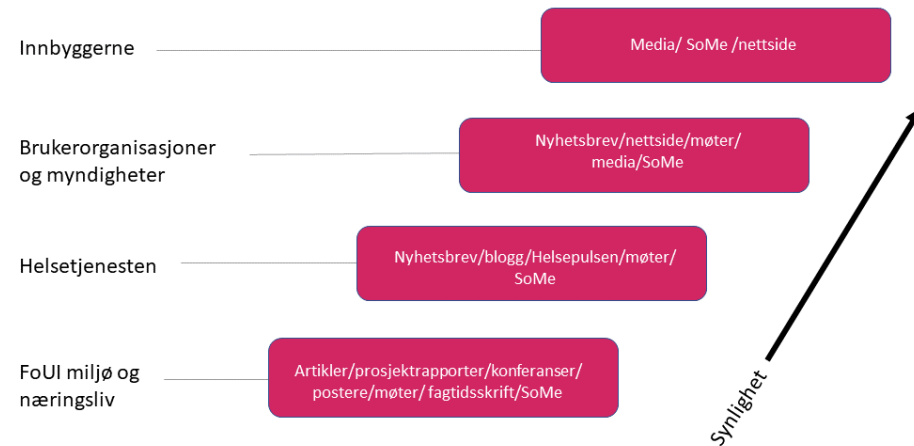 Innbyggerne
Media/ SoMe /nettside
Brukerorganisasjoner
og myndigheter
Nyhetsbrev/nettside/møter/
media/SoMe
Helsetjenesten
Nyhetsbrev/blogg/Helsepulsen/møter/
SoMe
FoUI miljø og
næringsliv
Artikler/prosjektrapporter/konferanser/
postere/møter/ fagtidsskrift/SoMe
Synlighet